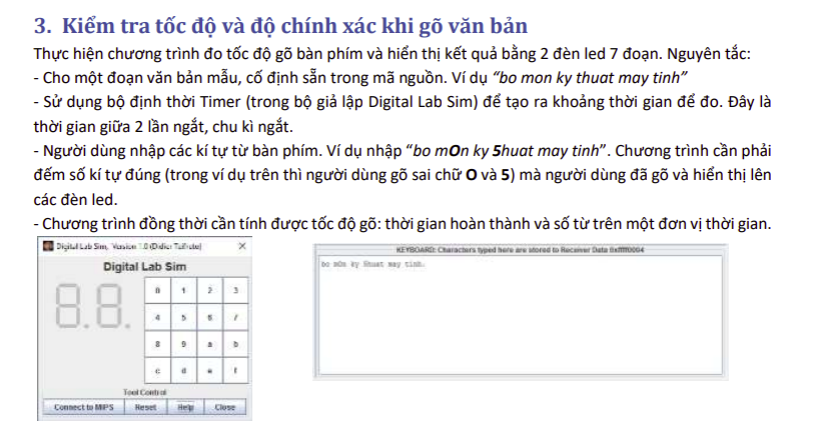 3. Kiểm tra tốc độ và độ chính xác khi gõ văn bản
Thực hiện chương trình đo tốc độ gõ bàn phím và hiển thị kết quả bằng 2 đèn led 7 đoạn. Nguyên tắc:
- Cho một đoạn văn bản mẫu, cố định sẵn trong mã nguồn. Ví dụ “bo mon ky thuat may tinh”
- Sử dụng bộ định thời Timer (trong bộ giả lập Digital Lab Sim) để tạo ra khoảng thời gian để đo. Đây là
thời gian giữa 2 lần ngắt, chu kì ngắt.
- Người dùng nhập các kí tự từ bàn phím. Ví dụ nhập “bo mOn ky 5huat may tinh”. Chương trình cần phải
đếm số kí tự đúng (trong ví dụ trên thì người dùng gõ sai chữ O và 5) mà người dùng đã gõ và hiển thị lên
các đèn led.
- Chương trình đồng thời cần tính được tốc độ gõ: thời gian hoàn thành và số từ trên một đơn vị thời gian.
Digital Lab Sim, Version 1.0 (Didier Teifreto)
Digital Lab Sim
8.8.
0 1 2 3
4 5 6 7
8 9 a b
c d e f
Tool Control
Connect to MIPS Reset Help Close
KEYBOARD: Characters typed here are stored to Receiver Data 0xffff0004
bo mOn ky 5huat may tinh.